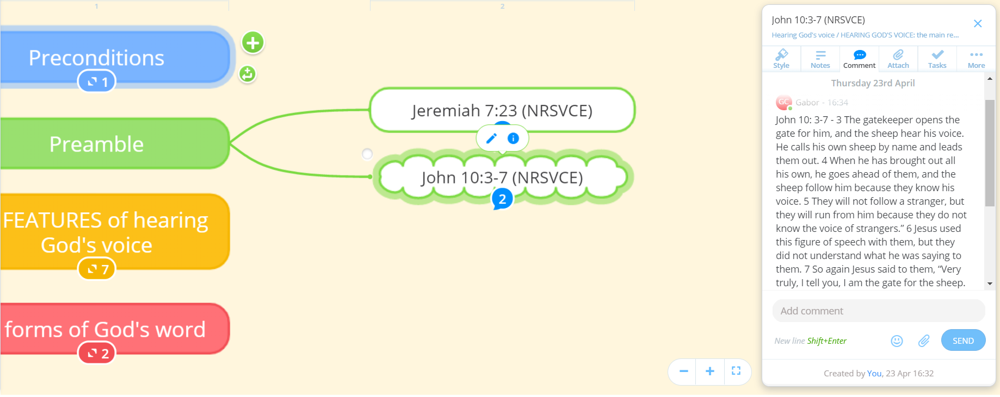 1
2
Preconditions
1
Preamble
Jeremiah 7:23 (NRSVCE)
John 10:3-7 (NRSVCE)
2
FEATURES of hearing
God's voice
7
forms of God's word
2
John 10:3-7 (NRSVCE)
Hearing God's voice / HEARING GOD'S VOICE: the main re...
Style
Notes
Comment
Attach
Tasks
More
Thursday 23rd April
GC Gabor - 16:34
John 10: 3-7 - 3 The gatekeeper opens the
gate for him, and the sheep hear his voice.
He calls his own sheep by name and leads
them out. 4 When he has brought out all
his own, he goes ahead of them, and the
sheep follow him because they know his
voice. 5 They will not follow a stranger, but
they will run from him because they do not
know the voice of strangers.” 6 Jesus used
this figure of speech with them, but they
did not understand what he was saying to
them. 7 So again Jesus said to them, “Very
truly, I tell you, I am the gate for the sheep.
Add comment
New line Shift+Enter
SEND
Created by You, 23 Apr 16:32